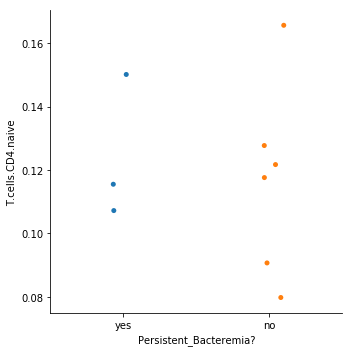 0.16
0.14
0.12
0.10
0.08
T.cells.CD4.naive
yes
no
Persistent_Bacteremia?